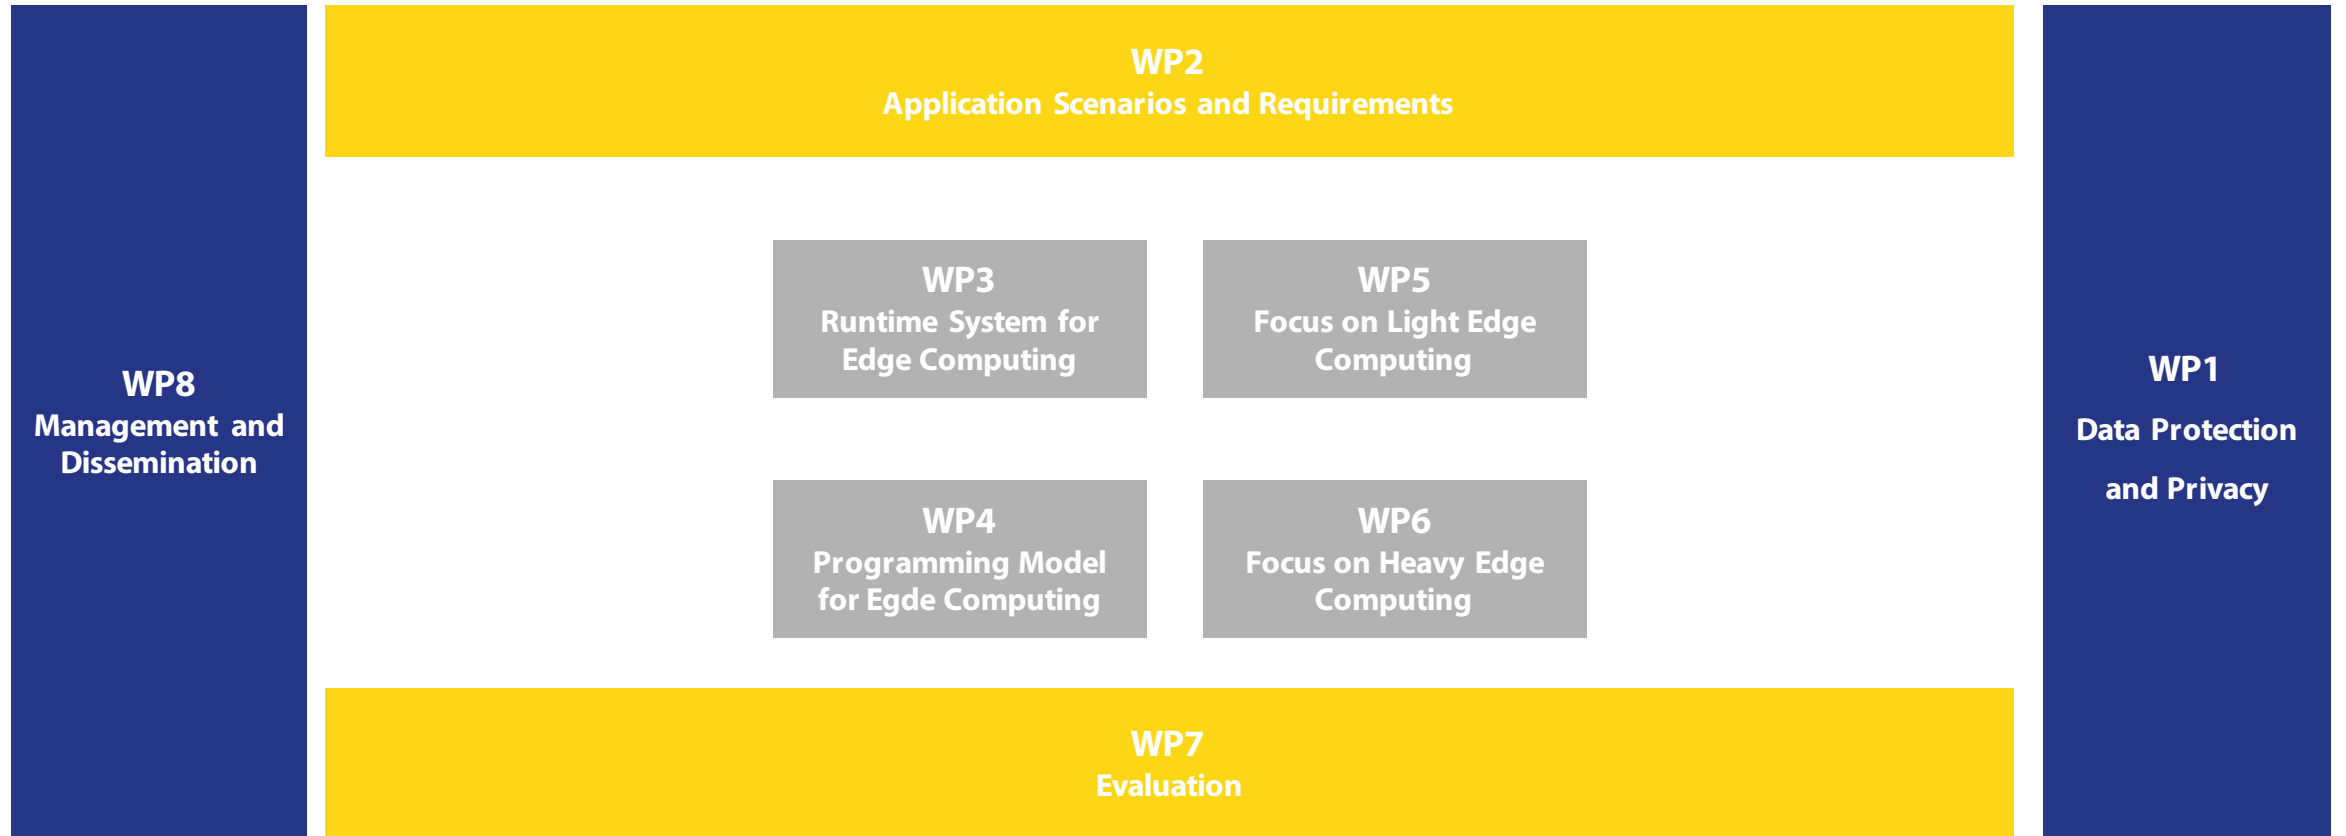 WP2
Application Scenarios and Requirements
WP8
Management and
Dissemination
WP3
Runtime System for
Edge Computing
WP5
Focus on Light Edge
Computing
WP4
Programming Model
for Egde Computing
WP6
Focus on Heavy Edge
Computing
WP1
Data Protection
and Privacy
WP7
Evaluation